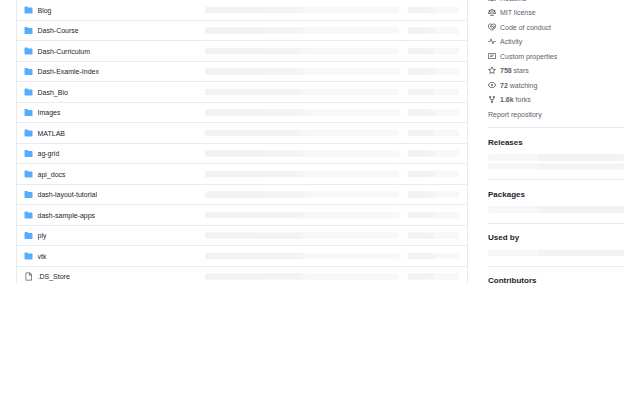 Blog
Dash-Course
Dash-Curriculum
Dash-Example-Index
Dash_Bio
Images
MATLAB
ag-grid
api_docs
dash-layout-tutorial
dash-sample-apps
ply
vtk
.DS_Store
MIT license
Code of conduct
Activity
Custom properties
758 stars
72 watching
1.6k forks
Report repository
Releases
Packages
Used by
Contributors